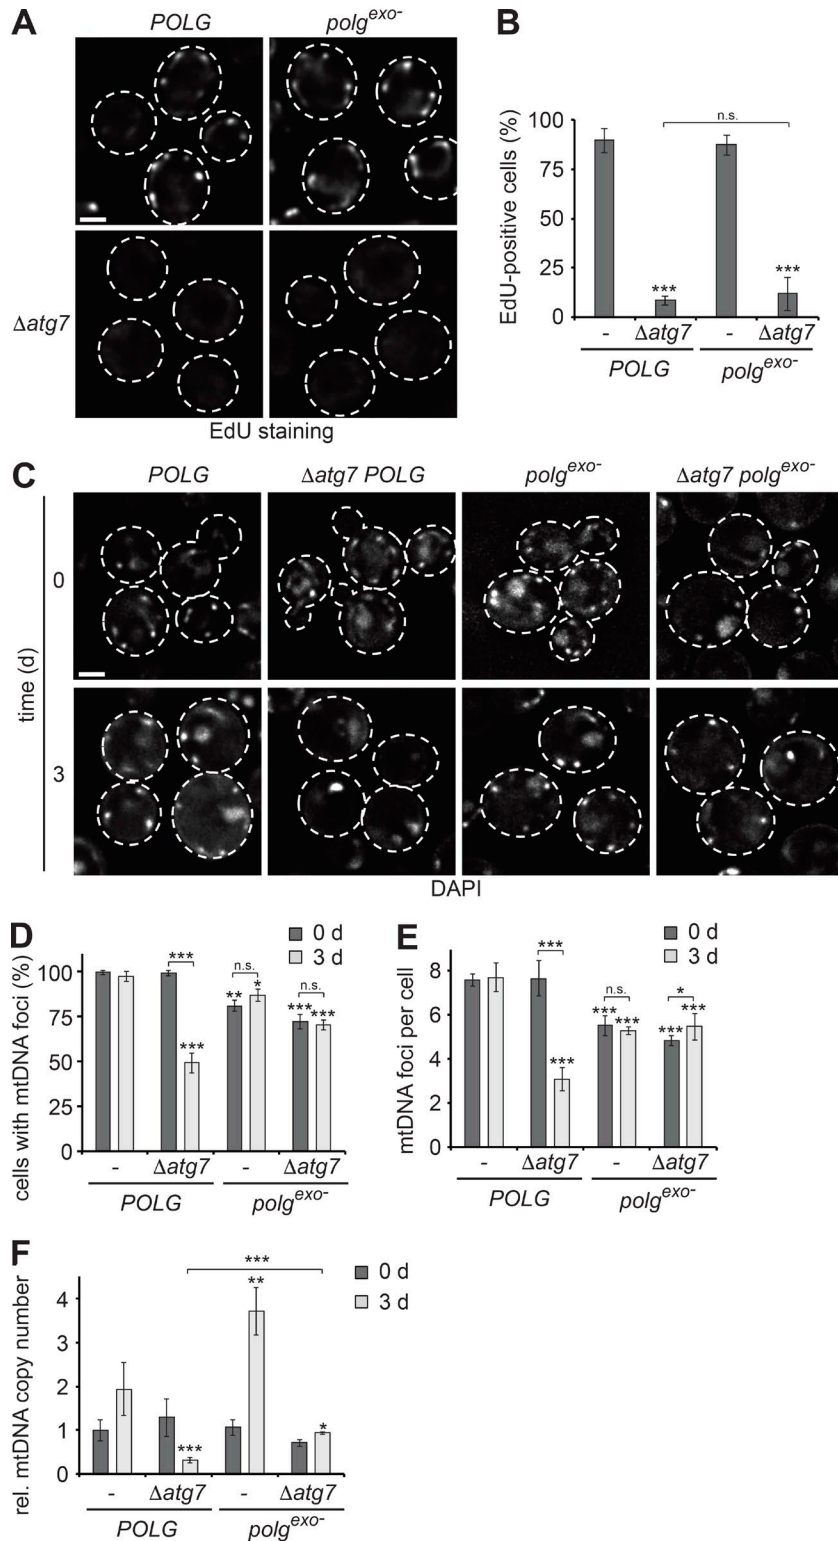 A
POLG
polg^exo-
Δatg7
EdU staining
B
EdU-positive cells (%)
100
75
50
25
0
n.s.
***
***
- Δatg7 - Δatg7
POLG polg^exo-
C
POLG Δatg7 POLG polg^exo- Δatg7 polg^exo-
time (d)
0
3
DAPI
D
cells with mtDNA foci (%)
100
75
50
25
0
0 d
3 d
***
***
n.s.
** *
n.s.
*** ***
- Δatg7 - Δatg7
POLG polg^exo-
E
mtDNA foci per cell
8
6
4
2
0
0 d
3 d
***
***
n.s.
*** ***
*
*** ***
- Δatg7 - Δatg7
POLG polg^exo-
F
rel. mtDNA copy number
4
3
2
1
0
0 d
3 d
***
***
**
*
- Δatg7 - Δatg7
POLG polg^exo-